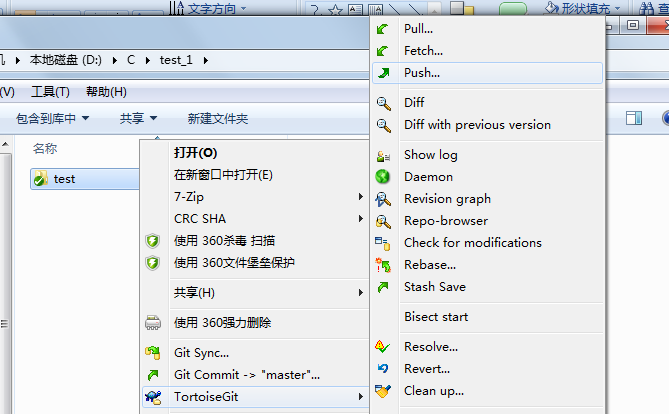 文字方向
形状填充
本地磁盘 (D:) C test_1
(V) 工具(T) 帮助(H)
包含到库中 共享 新建文件夹
名称
test
打开(O)
在新窗口中打开(E)
7-Zip
CRC SHA
使用 360杀毒 扫描
使用 360文件堡垒保护
共享(H)
使用 360强力删除
Git Sync...
Git Commit -> "master"...
TortoiseGit
Pull...
Fetch...
Push...
Diff
Diff with previous version
Show log
Daemon
Revision graph
Repo-browser
Check for modifications
Rebase...
Stash Save
Bisect start
Resolve...
Revert...
Clean up...